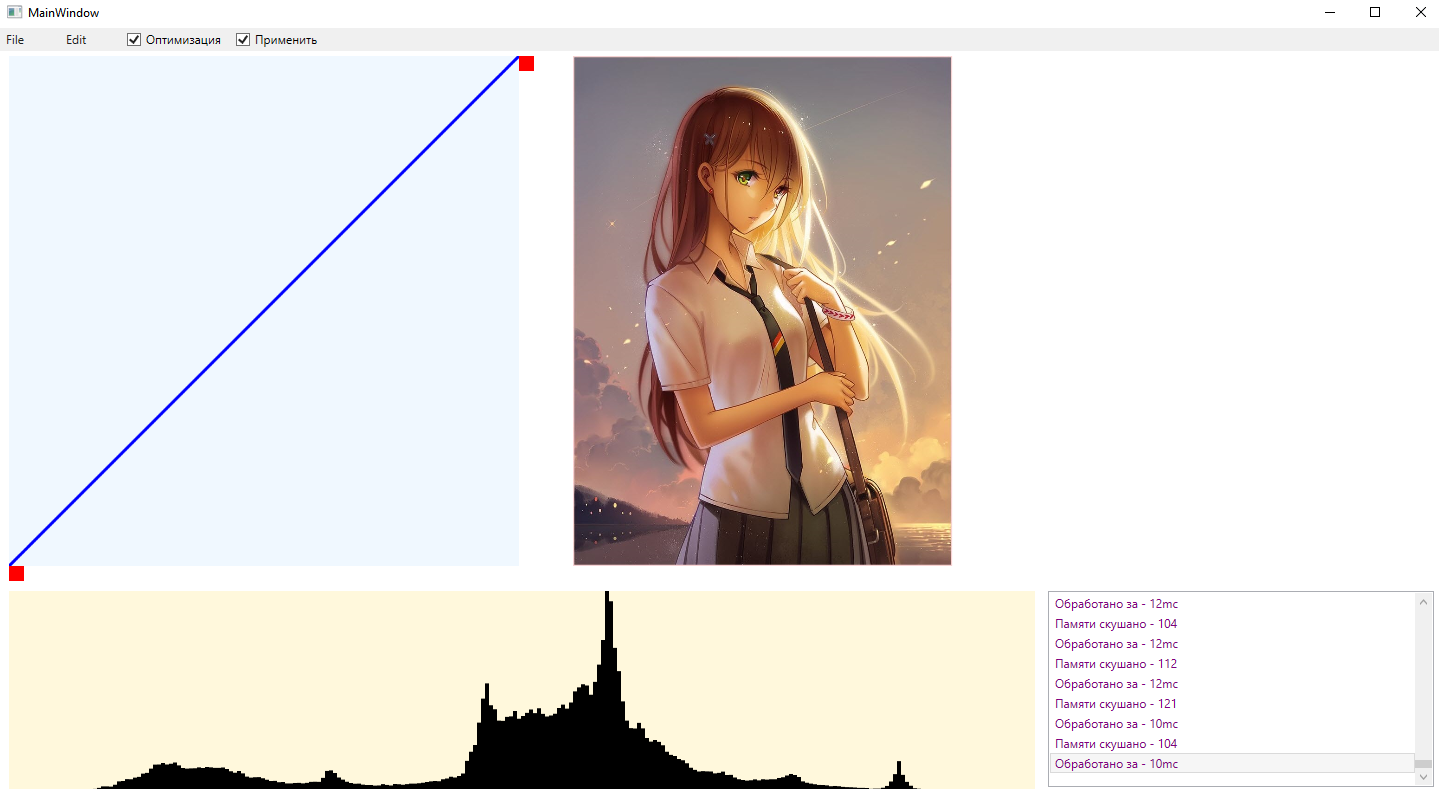 MainWindow
File Edit Оптимизация Применить
Обработано за - 12mc
Памяти скушано - 104
Обработано за - 12mc
Памяти скушано - 112
Обработано за - 12mc
Памяти скушано - 121
Обработано за - 10mc
Памяти скушано - 104
Обработано за - 10mc